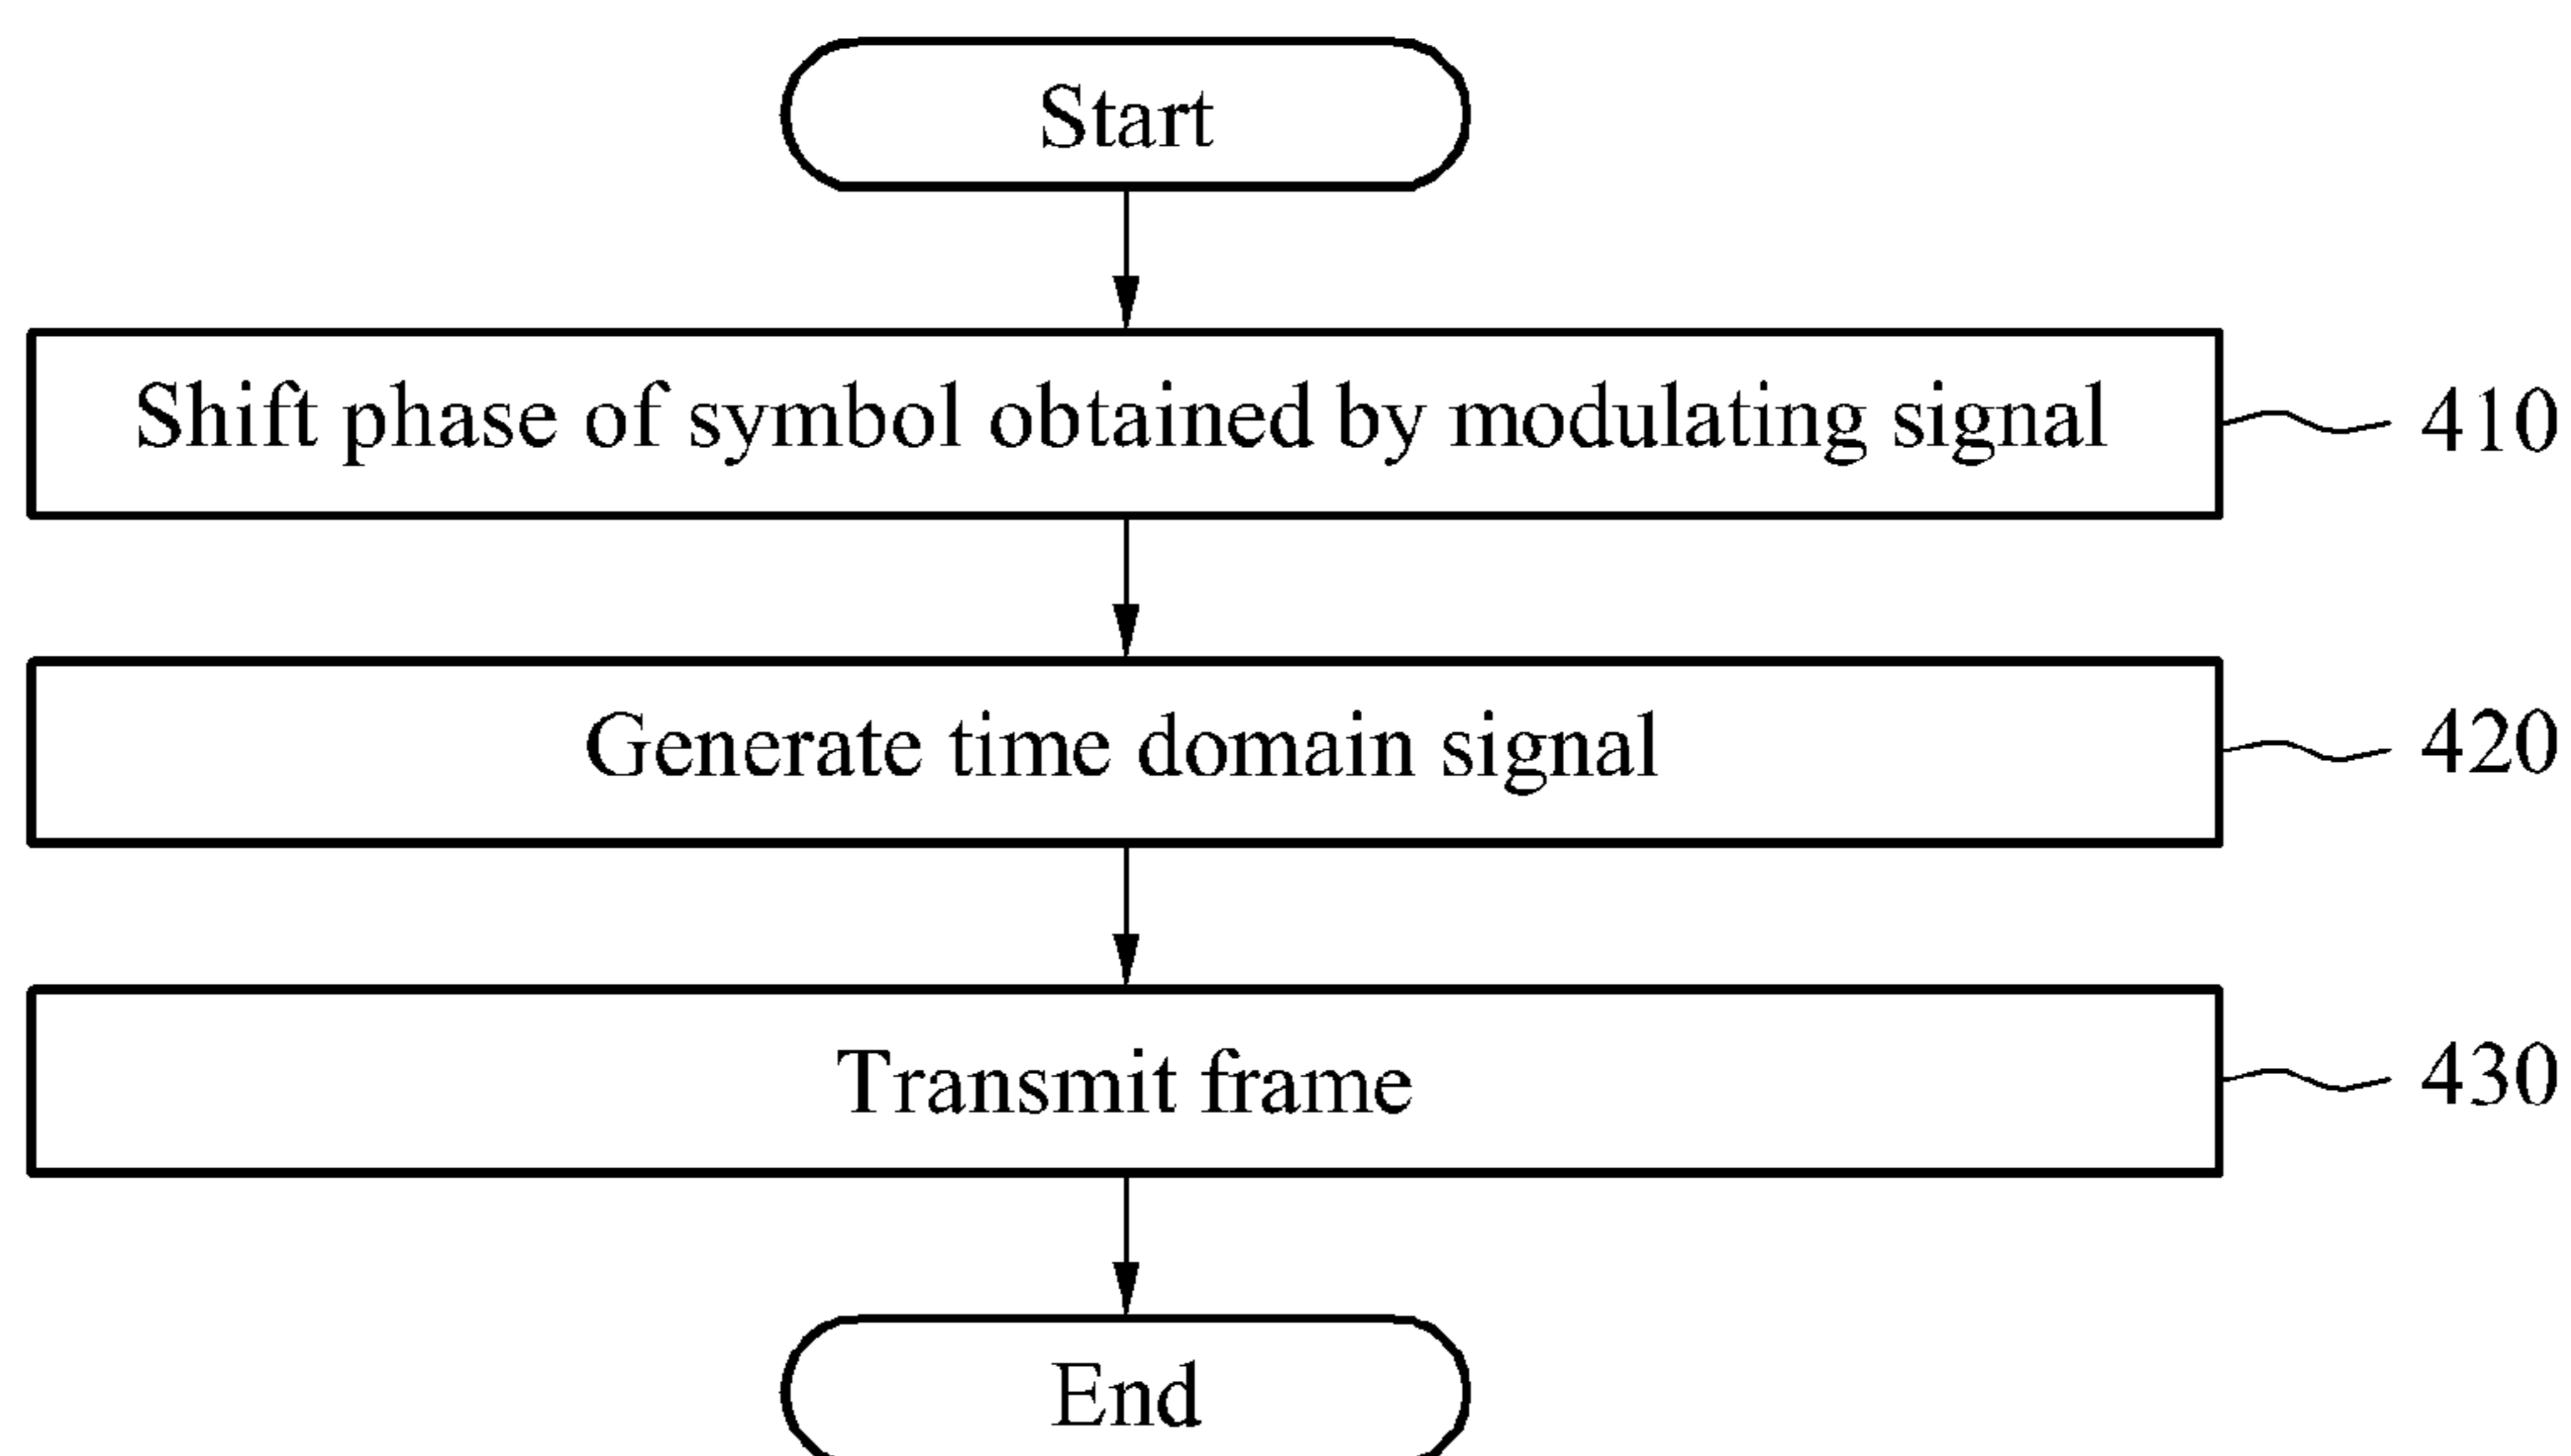 Start
Shift phase of symbol obtained by modulating signal
410
Generate time domain signal
420
Transmit frame
430
End